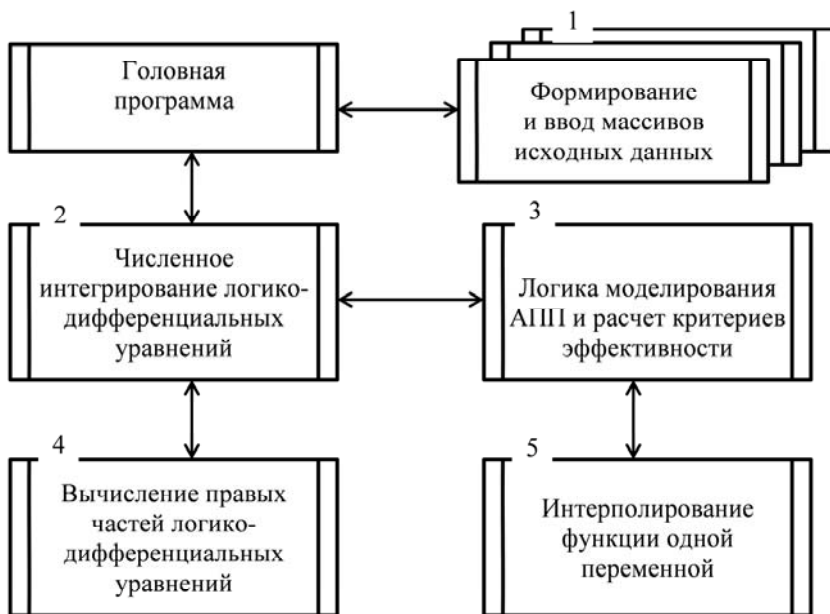 Головная
программа
1
Формирование
и ввод массивов
исходных данных
2
Численное
интегрирование логико-
дифференциальных
уравнений
3
Логика моделирования
АПП и расчет критериев
эффективности
4
Вычисление правых
частей логико-
дифференциальных
уравнений
5
Интерполирование
функции одной
переменной